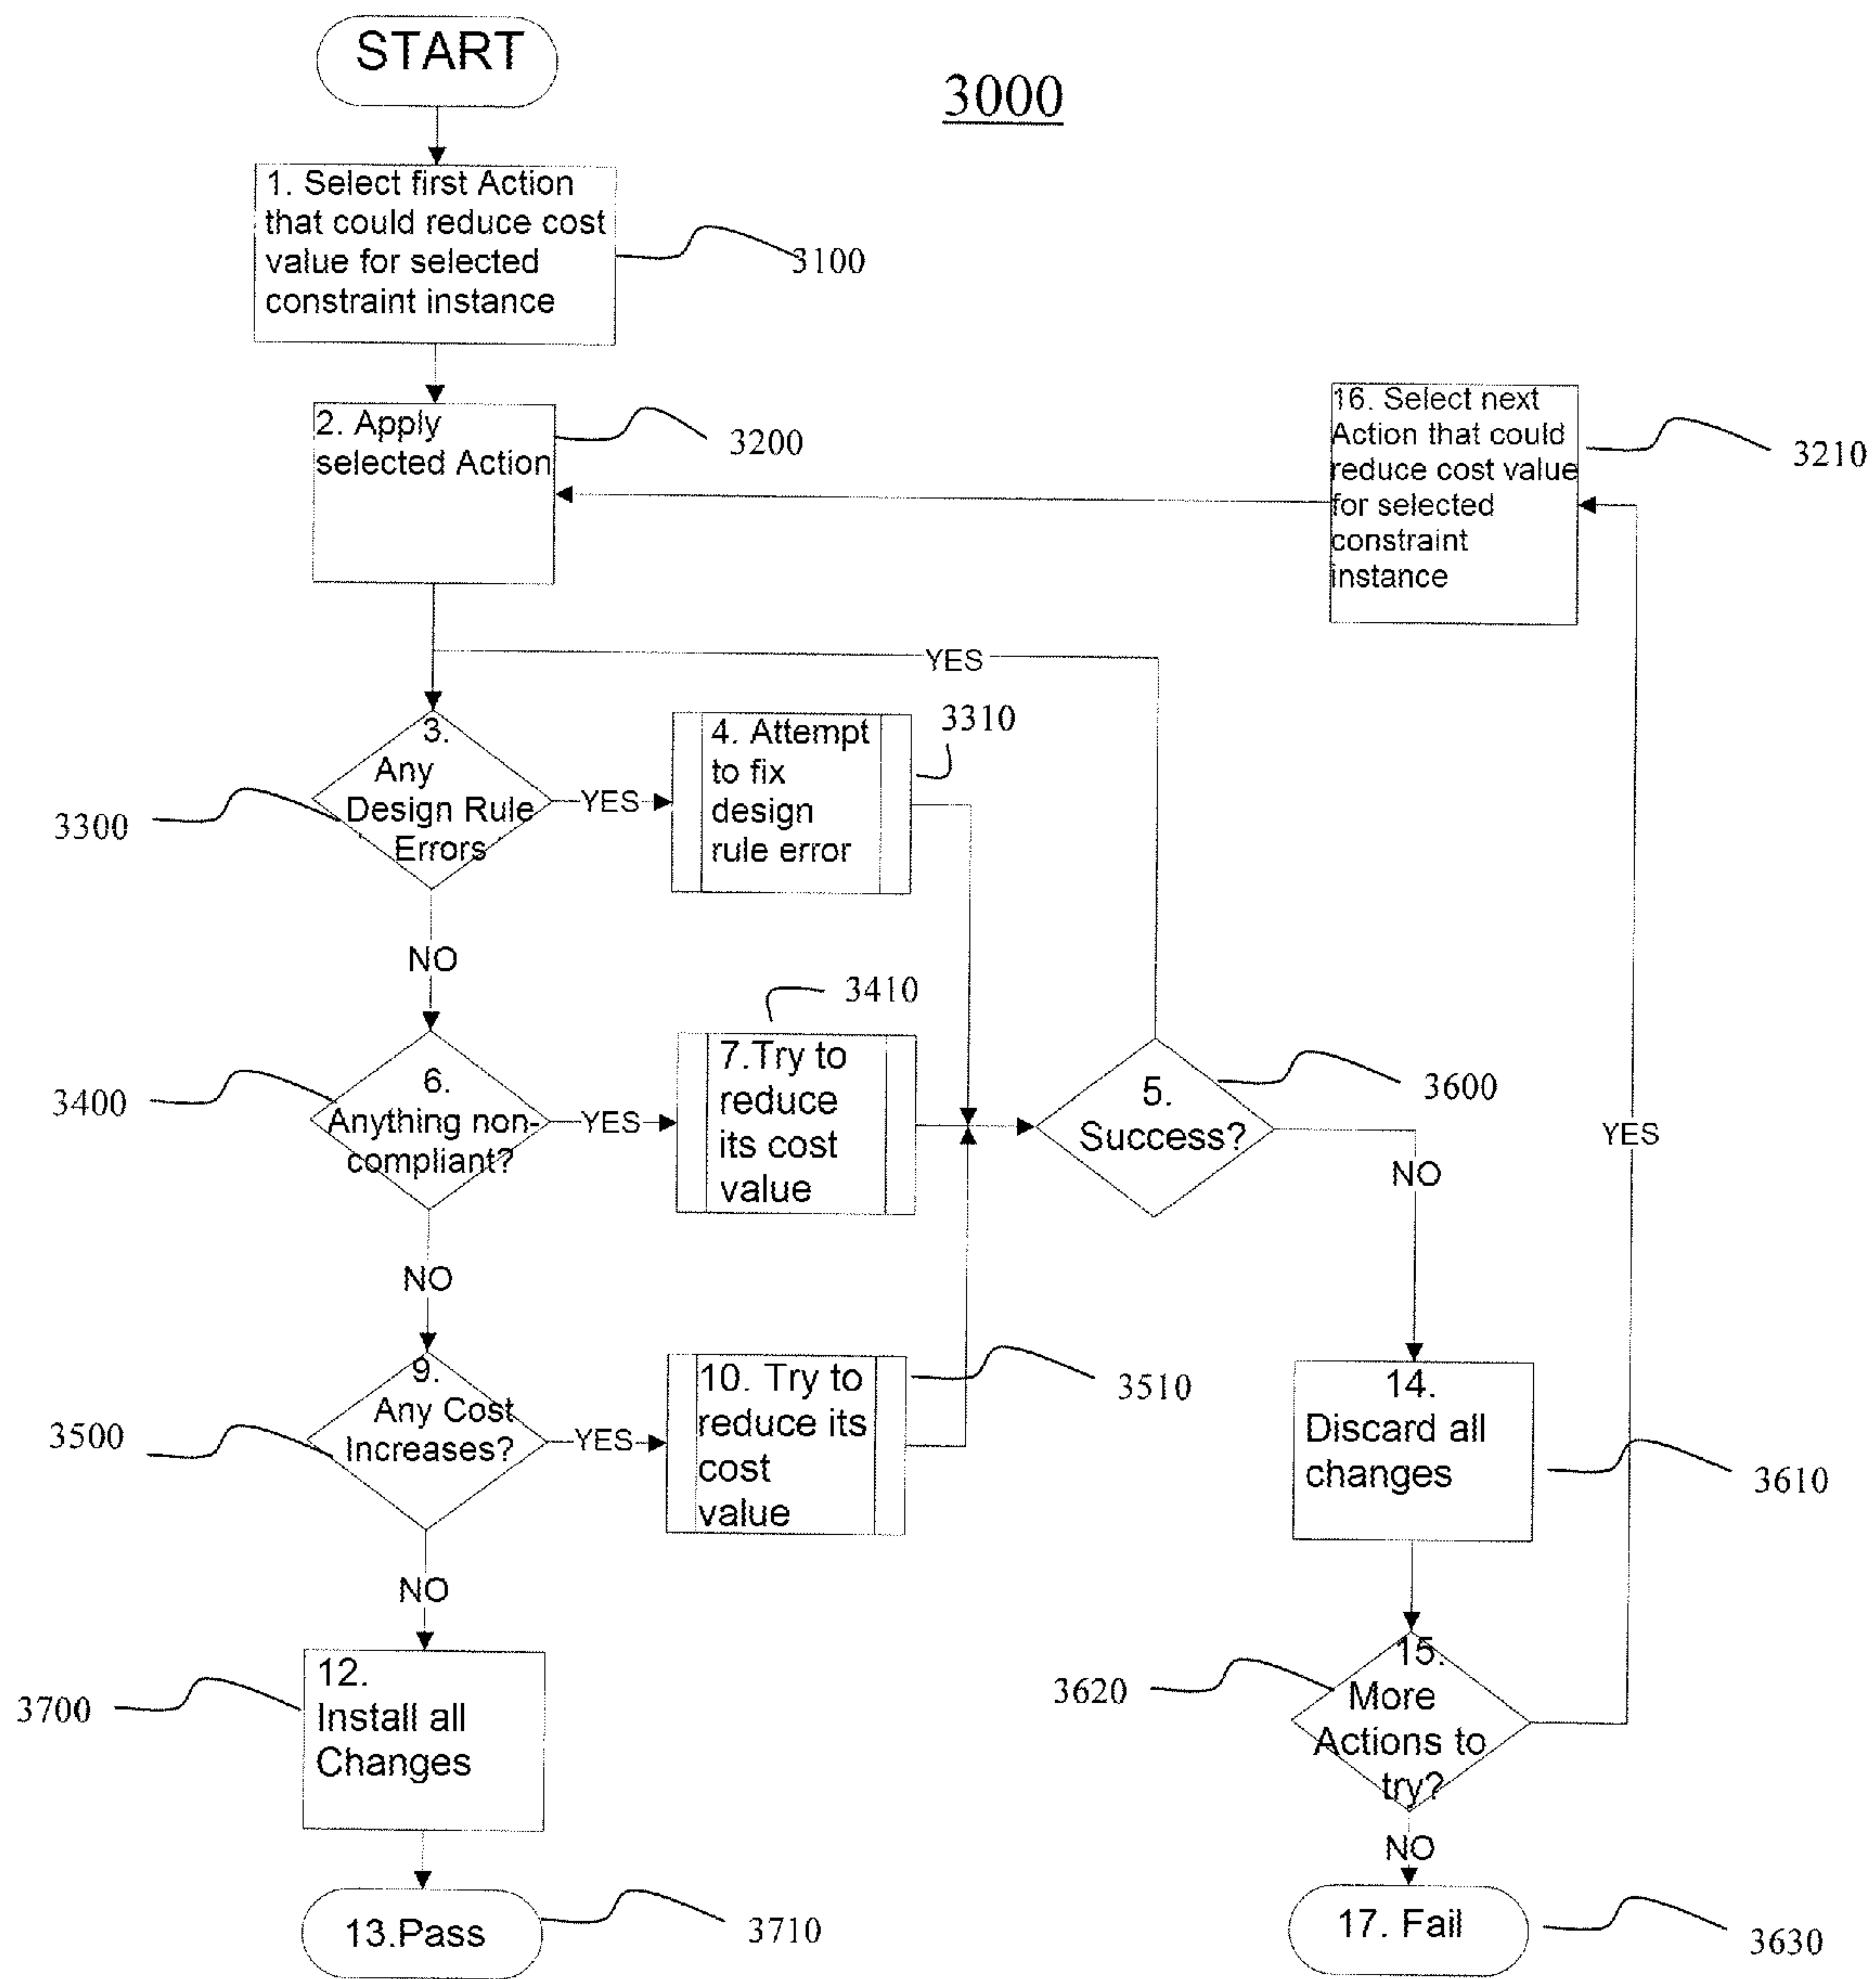 START
3000
1. Select first Action
that could reduce cost
value for selected
constraint instance
3100
2. Apply
selected Action
3200
16. Select next
Action that could
reduce cost value
for selected
constraint
instance
3210
YES
3.
Any
Design Rule
Errors
3300
YES
4. Attempt
to fix
design
rule error
3310
NO
6.
Anything non-
compliant?
3400
YES
7.Try to
reduce
its cost
value
3410
5.
Success?
3600
YES
NO
NO
9.
Any Cost
Increases?
3500
YES
10. Try to
reduce its
cost
value
3510
14.
Discard all
changes
3610
NO
12.
Install all
Changes
3700
15.
More
Actions to
try?
3620
NO
13.Pass
3710
17. Fail
3630